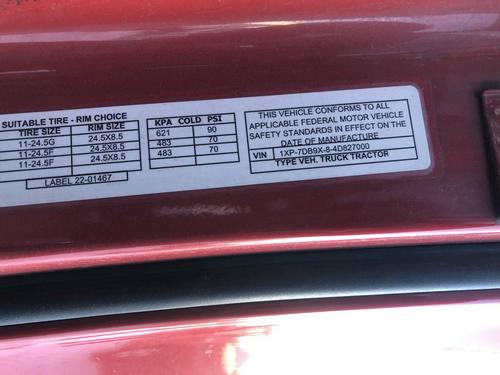 SUITABLE TIRE - RIM CHOICE
TIRE SIZE RIM SIZE
11-24.5G 24.5X8.5
11-24.5F 24.5X8.5
11-24.5F 24.5X8.5
LABEL 22-01467
KPA COLD PSI
621 90
483 70
483 70
THIS VEHICLE CONFORMS TO ALL
APPLICABLE FEDERAL MOTOR VEHICLE
SAFETY STANDARDS IN EFFECT ON THE
DATE OF MANUFACTURE
VIN 1XP-7DB9X-8-4D827000
TYPE VEH. TRUCK TRACTOR